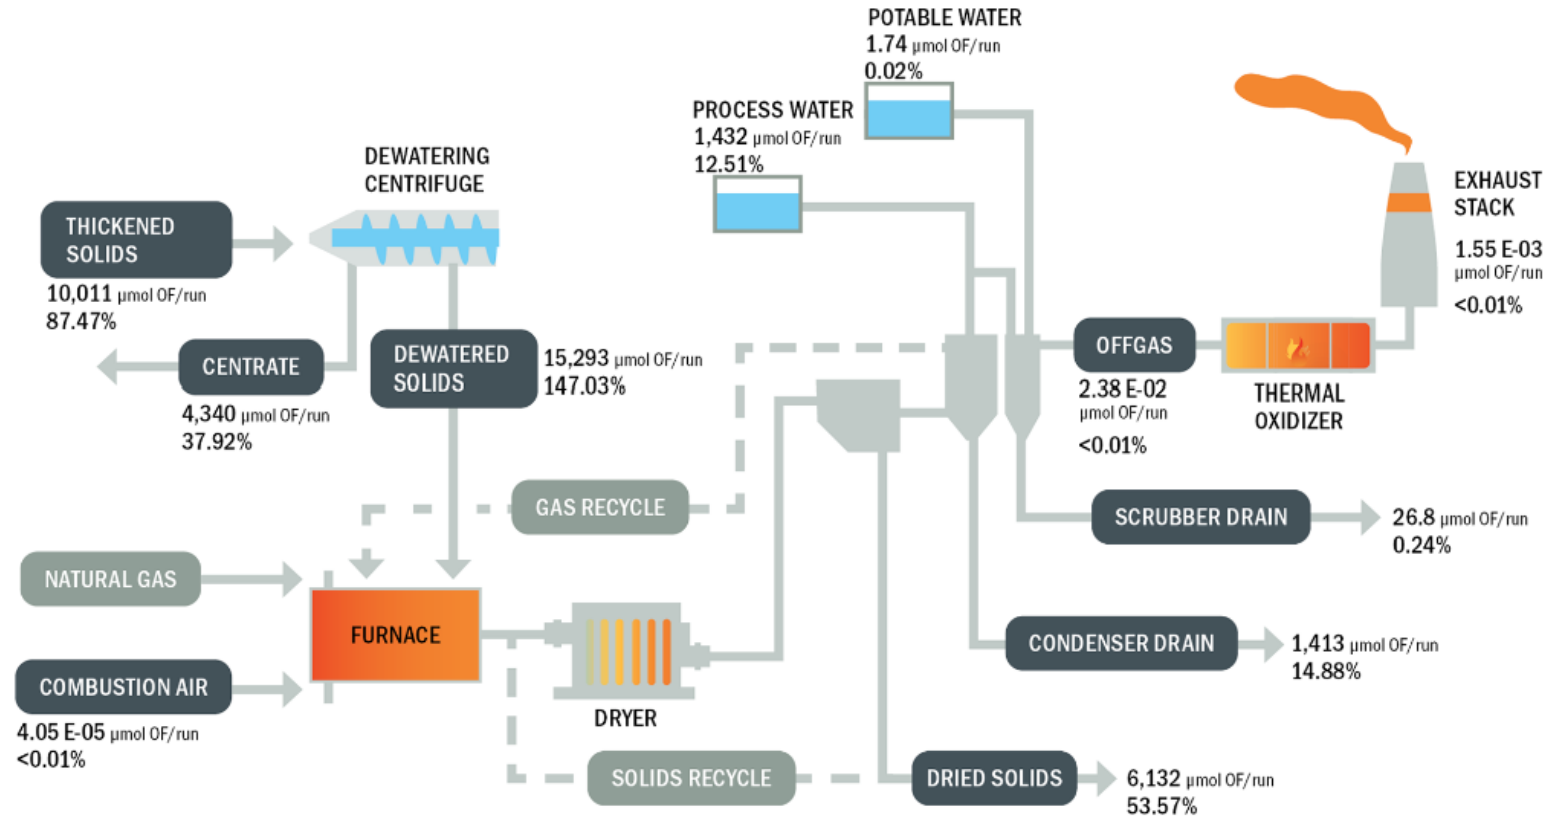 POTABLE WATER
1.74 µmol OF/run
0.02%
PROCESS WATER
1,432 µmol OF/run
12.51%
DEWATERING
CENTRIFUGE
THICKENED
SOLIDS
10,011 µmol OF/run
87.47%
CENTRATE
4,340 µmol OF/run
37.92%
DEWATERED
SOLIDS
15,293 µmol OF/run
147.03%
EXHAUST
STACK
1.55 E-03
µmol OF/run
<0.01%
OFFGAS
2.38 E-02
µmol OF/run
<0.01%
THERMAL
OXIDIZER
GAS RECYCLE
SCRUBBER DRAIN
26.8 µmol OF/run
0.24%
NATURAL GAS
FURNACE
CONDENSER DRAIN
1,413 µmol OF/run
14.88%
COMBUSTION AIR
4.05 E-05 µmol OF/run
<0.01%
DRYER
SOLIDS RECYCLE
DRIED SOLIDS
6,132 µmol OF/run
53.57%